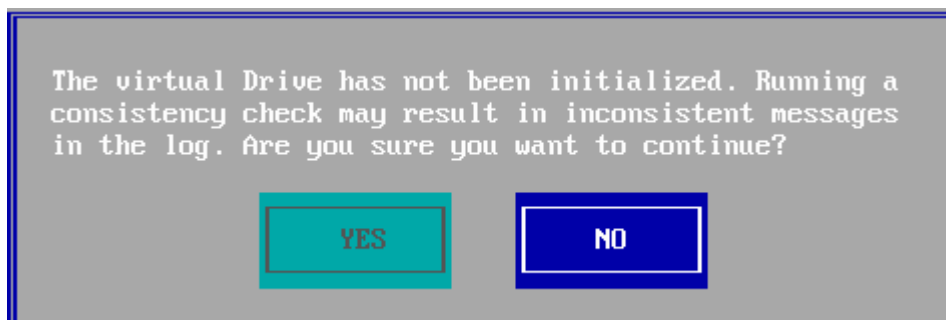 The virtual Drive has not been initialized. Running a
consistency check may result in inconsistent messages
in the log. Are you sure you want to continue?
YES NO